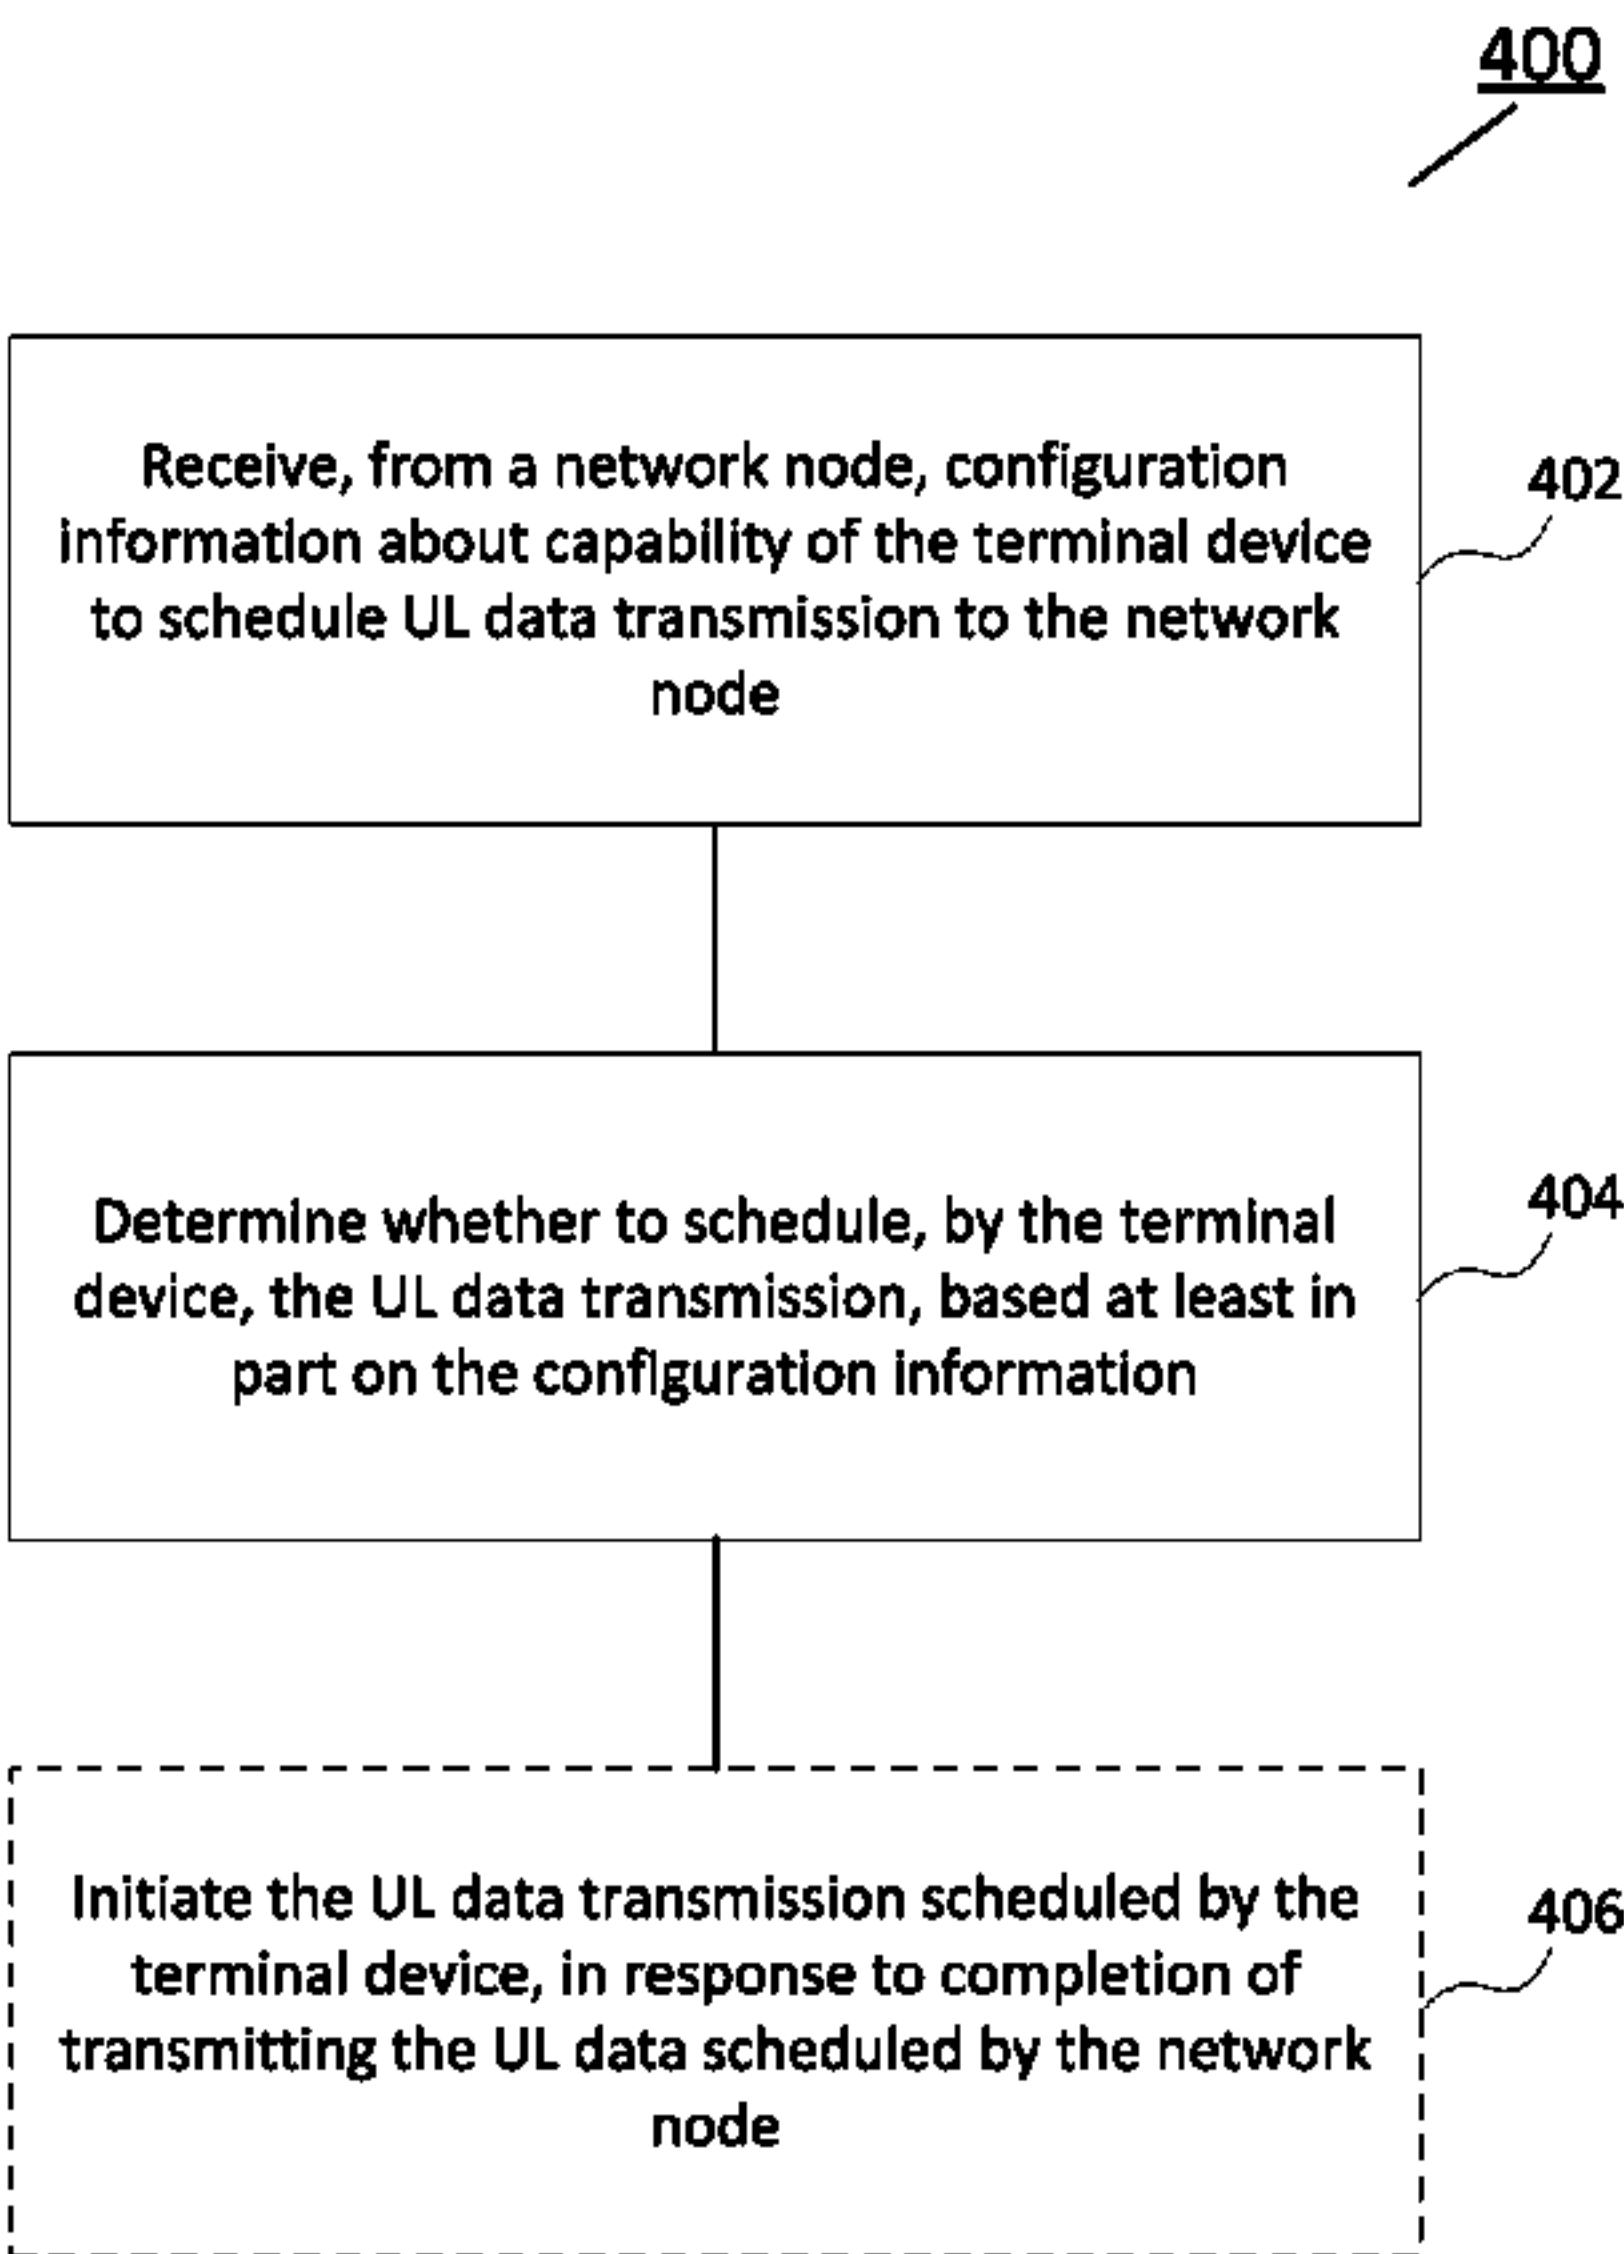 400
Receive, from a network node, configuration
information about capability of the terminal device
to schedule UL data transmission to the network
node
402
Determine whether to schedule, by the terminal
device, the UL data transmission, based at least in
part on the configuration information
404
Initiate the UL data transmission scheduled by the
terminal device, in response to completion of
transmitting the UL data scheduled by the network
node
406